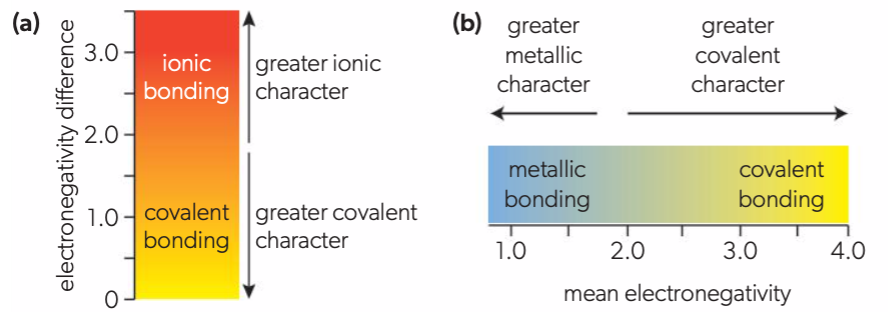 (a)
electronegativity difference
3.0
2.0
1.0
0
ionic
bonding
covalent
bonding
greater ionic
character
greater covalent
character
(b)
greater
metallic
character
greater
covalent
character
metallic
bonding
covalent
bonding
1.0
2.0
3.0
4.0
mean electronegativity